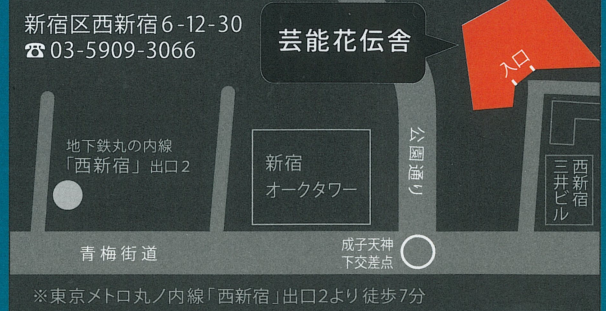 新宿区西新宿6-12-30
☎03-5909-3066
芸能花伝舎
入口
地下鉄丸の内線
「西新宿」出口2
新宿
オークタワー
公園通り
西新宿
三井ビル
青梅街道
成子天神
下交差点
※東京メトロ丸ノ内線「西新宿」出口2より徒歩7分